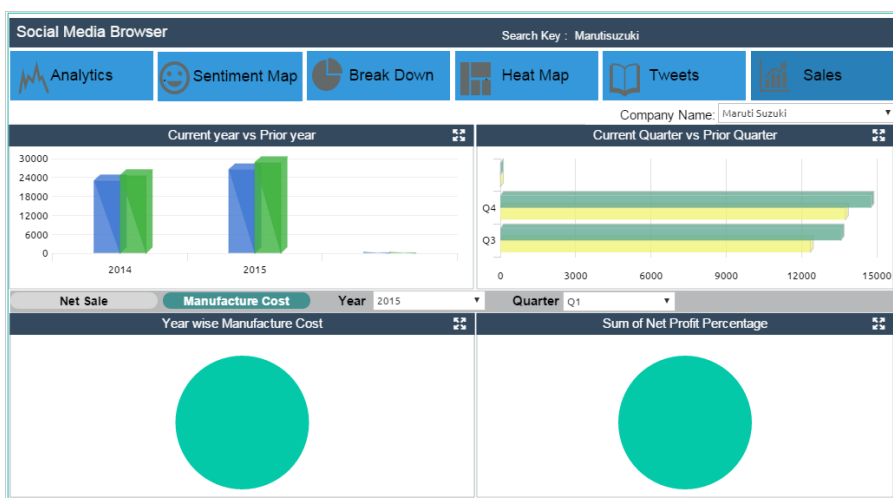 Social Media Browser
Search Key : Marutisuzuki
Analytics
Sentiment Map
Break Down
Heat Map
Tweets
Sales
Company Name: Maruti Suzuki
Current year vs Prior year
30000
24000
18000
12000
6000
0
2014 2015
Current Quarter vs Prior Quarter
Q4
Q3
0 3000 6000 9000 12000 15000
Net Sale Manufacture Cost Year 2015 Quarter Q1
Year wise Manufacture Cost
Sum of Net Profit Percentage